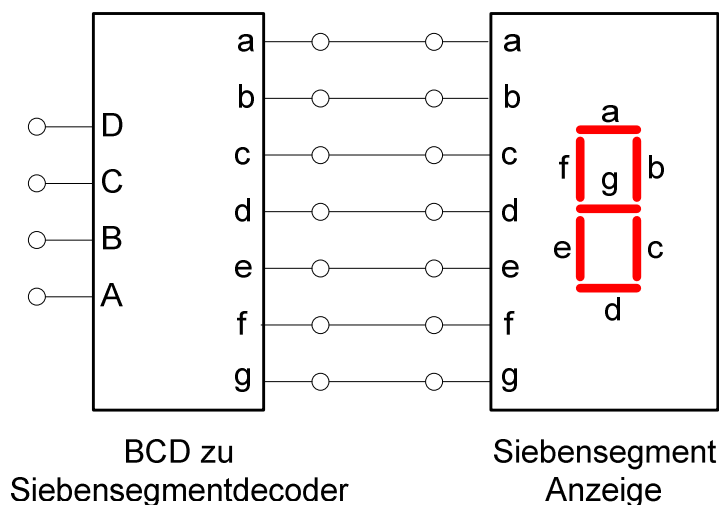 a
b
D
c
C
d
B
e
A
f
g
a
b
c
d
e
f
g
a
f g b
e c
d
BCD zu
Siebensegmentdecoder
Siebensegment
Anzeige